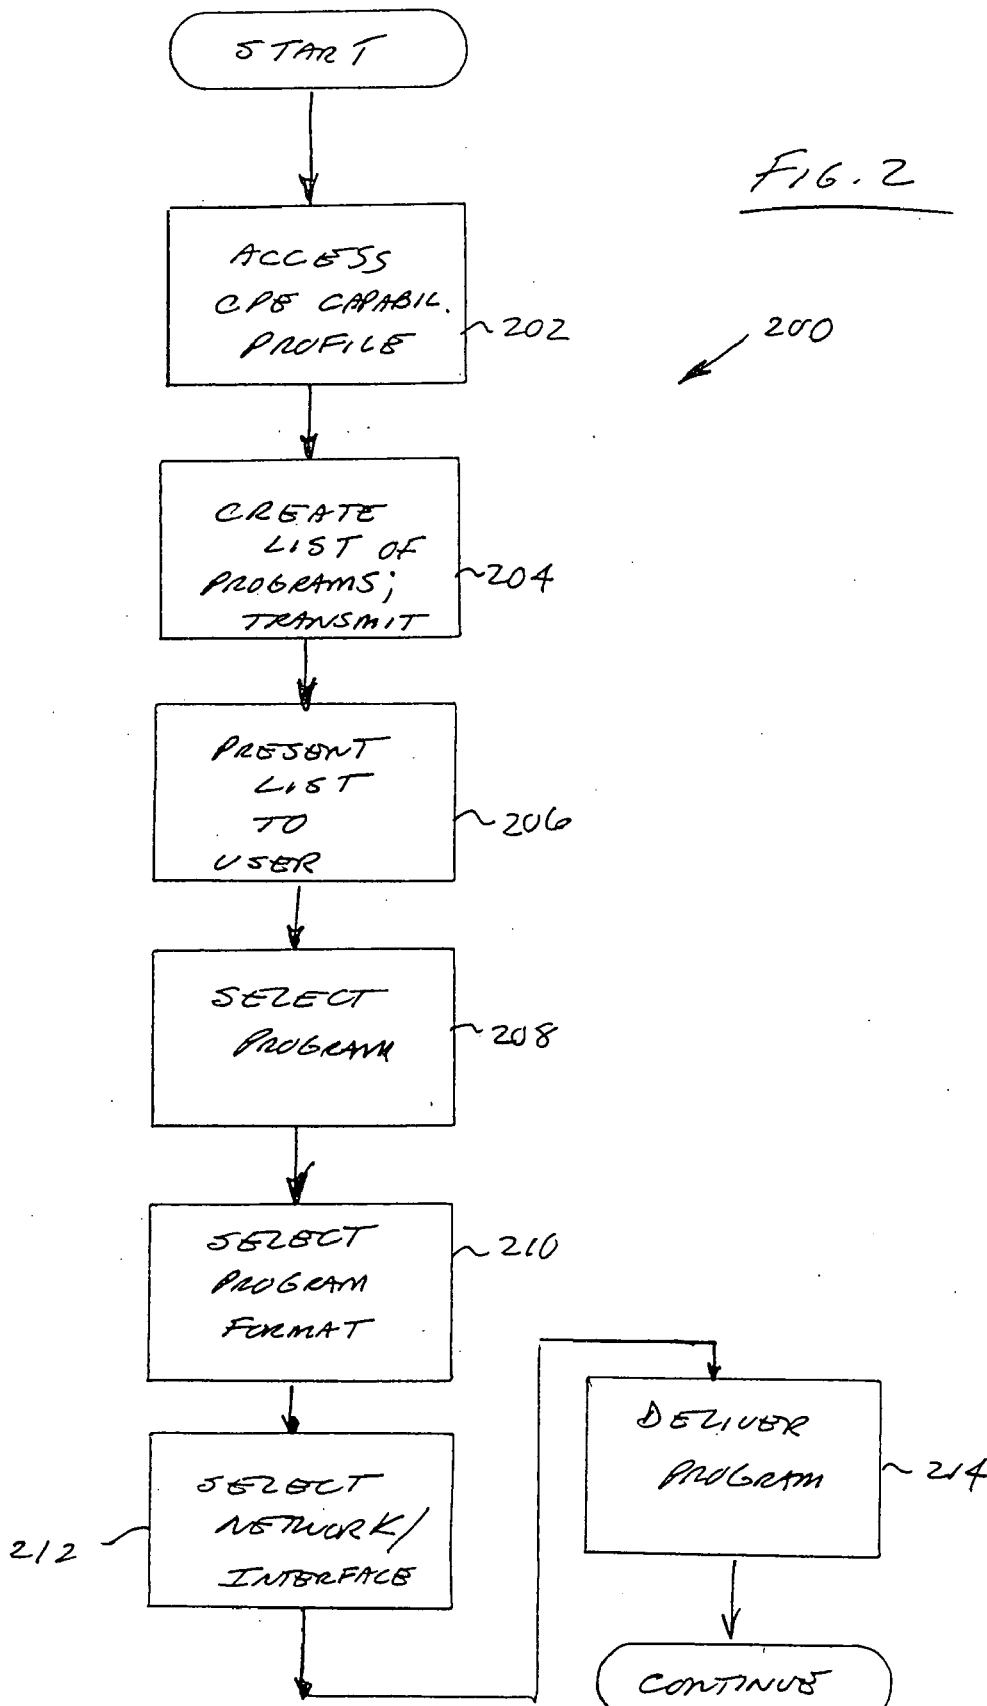 START
FIG. 2
200
ACCESS
CPE CAPABIL.
PROFILE
202
CREATE
LIST OF
PROGRAMS;
TRANSMIT
204
PRESENT
LIST
TO
USER
206
SELECT
PROGRAM
208
SELECT
PROGRAM
FORMAT
210
SELECT
NETWORK/
INTERFACE
212
DELIVER
PROGRAM
214
CONTINUE